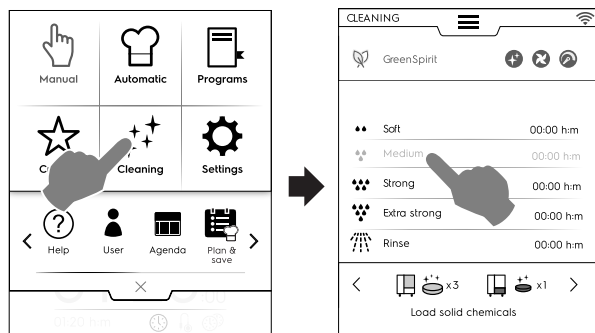 Manual
Automatic
Programs
Cleaning
Settings
Help
User
Agenda
Plan &
save
01:20 h:m
CLEANING
GreenSpirit
Soft 00:00 h:m
Medium 00:00 h:m
Strong 00:00 h:m
Extra strong 00:00 h:m
Rinse 00:00 h:m
x3
x1
Load solid chemicals